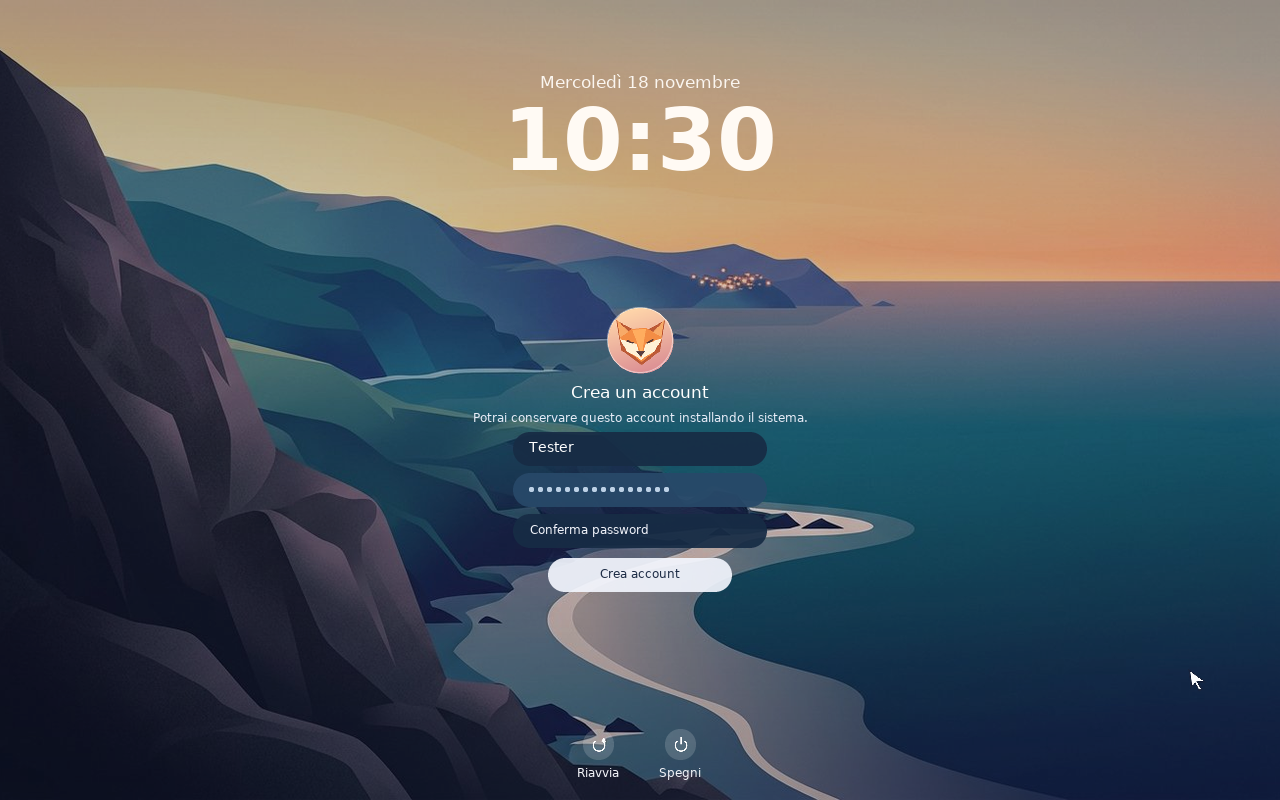 Mercoledì 18 novembre
10:30
Crea un account
Potrai conservare questo account installando il sistema.
Tester
Conferma password
Crea account
Riavvia
Spegni